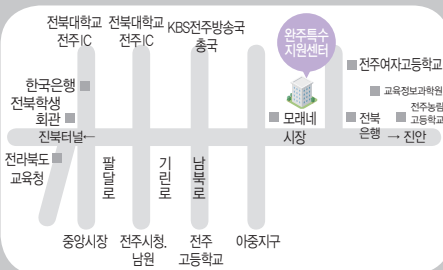 전북대학교
전주IC
전북대학교
전주IC
KBS전주방송국
총국
완주특수
지원센터
전주여자고등학교
한국은행
교육정보과학원
전북학생
회관
모래네
시장
전북
은행
전주농림
고등학교
진북터널←
→ 진안
전라북도
교육청
팔달로
기린로
남북로
중앙시장
전주시청.
남원
전주
고등학교
아중지구